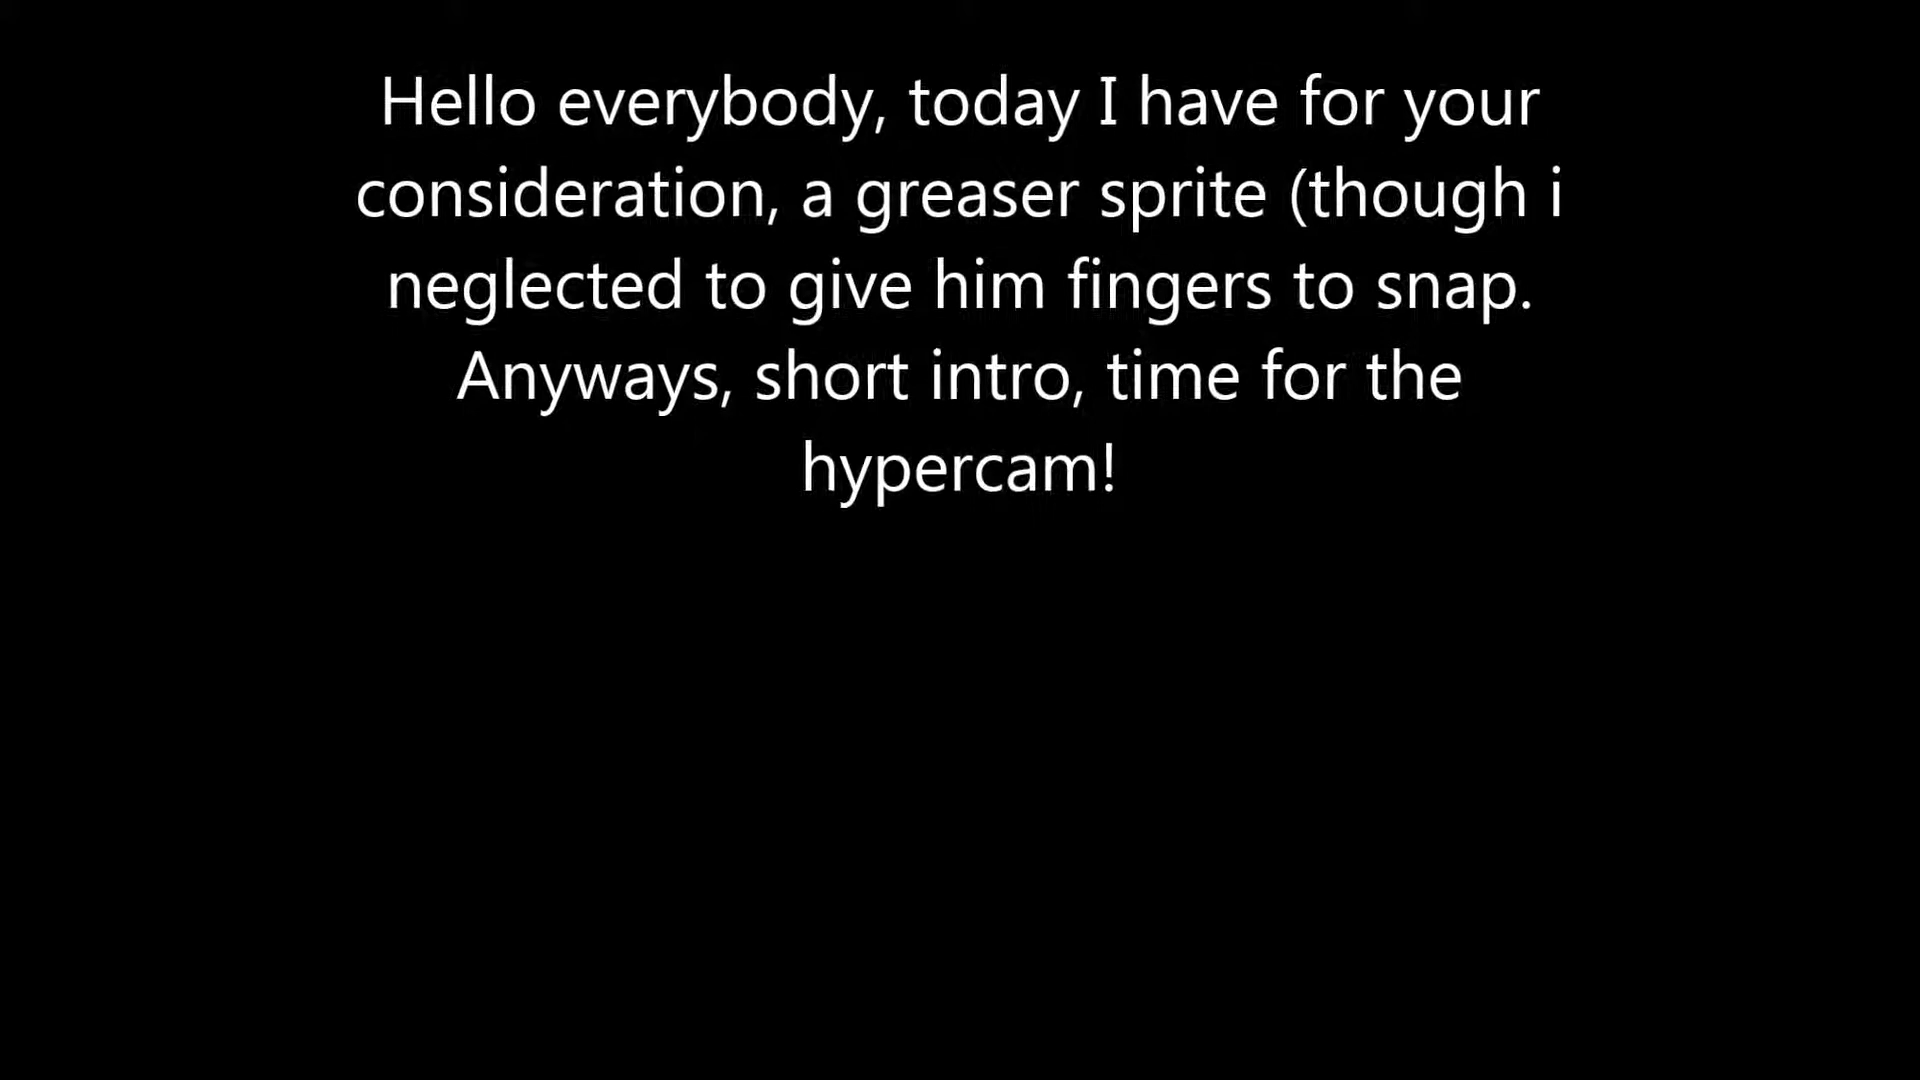 Hello everybody, today I have for your
consideration, a greaser sprite (though i
neglected to give him fingers to snap.
Anyways, short intro, time for the
hypercam!